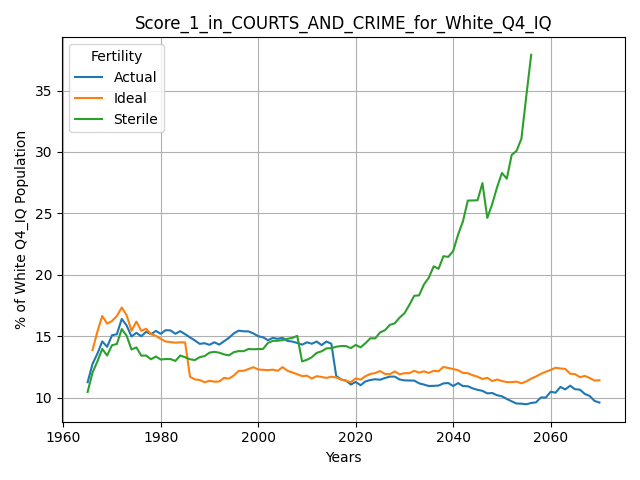 Score_1_in_COURTS_AND_CRIME_for_White_Q4_IQ
Fertility
Actual
Ideal
Sterile
% of White Q4_IQ Population
35
30
25
20
15
10
1960
1980
2000
2020
2040
2060
Years